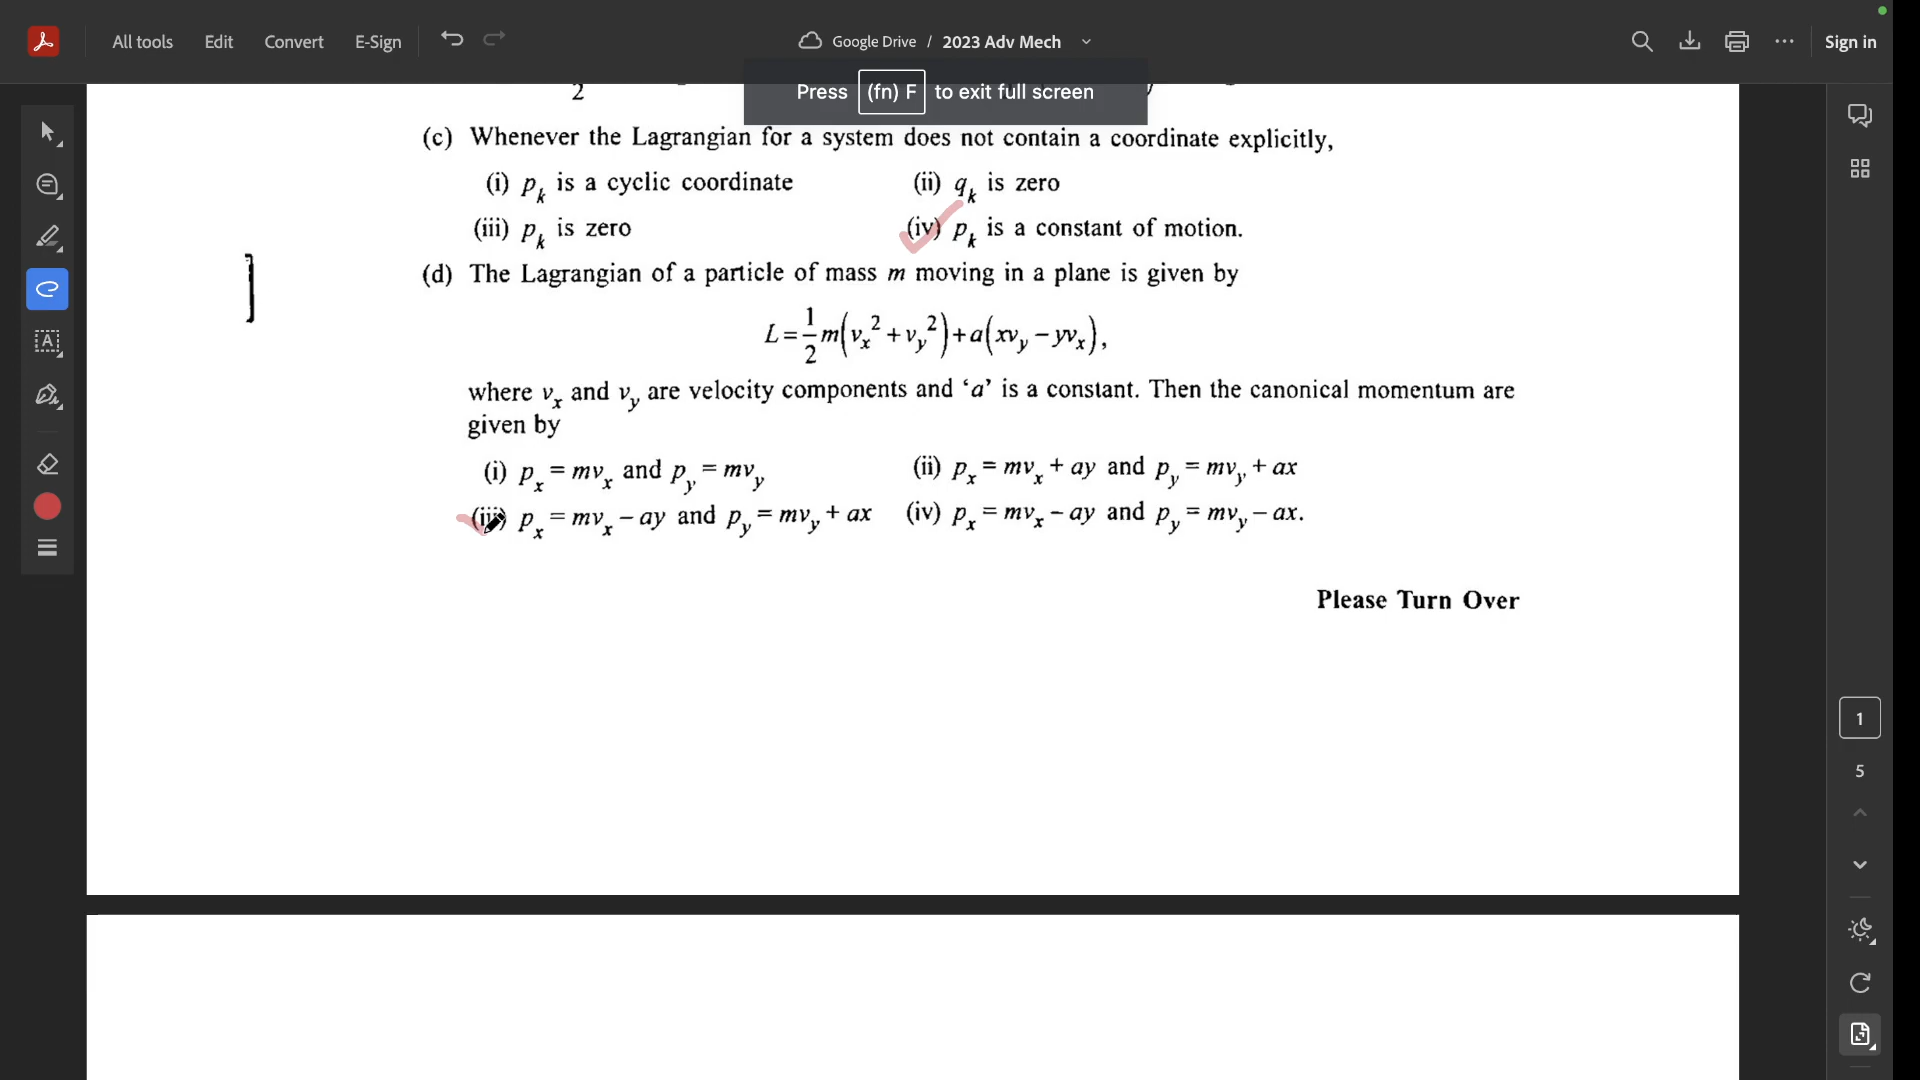 All tools Edit Convert E-Sign Google Drive / 2023 Adv Mech Sign in
Press (fn) F to exit full screen
2
(c) Whenever the Lagrangian for a system does not contain a coordinate explicitly,
(i) p_k is a cyclic coordinate (ii) q_k is zero
(iii) p_k is zero (iv) p_k is a constant of motion.
(d) The Lagrangian of a particle of mass m moving in a plane is given by
L = 1/2 m(v_x^2 + v_y^2) + a(xv_y − yv_x),
where v_x and v_y are velocity components and ‘a’ is a constant. Then the canonical momentum are
given by
(i) p_x = mv_x and p_y = mv_y (ii) p_x = mv_x + ay and p_y = mv_y + ax
(iii) p_x = mv_x − ay and p_y = mv_y + ax (iv) p_x = mv_x − ay and p_y = mv_y − ax.
Please Turn Over
1
5